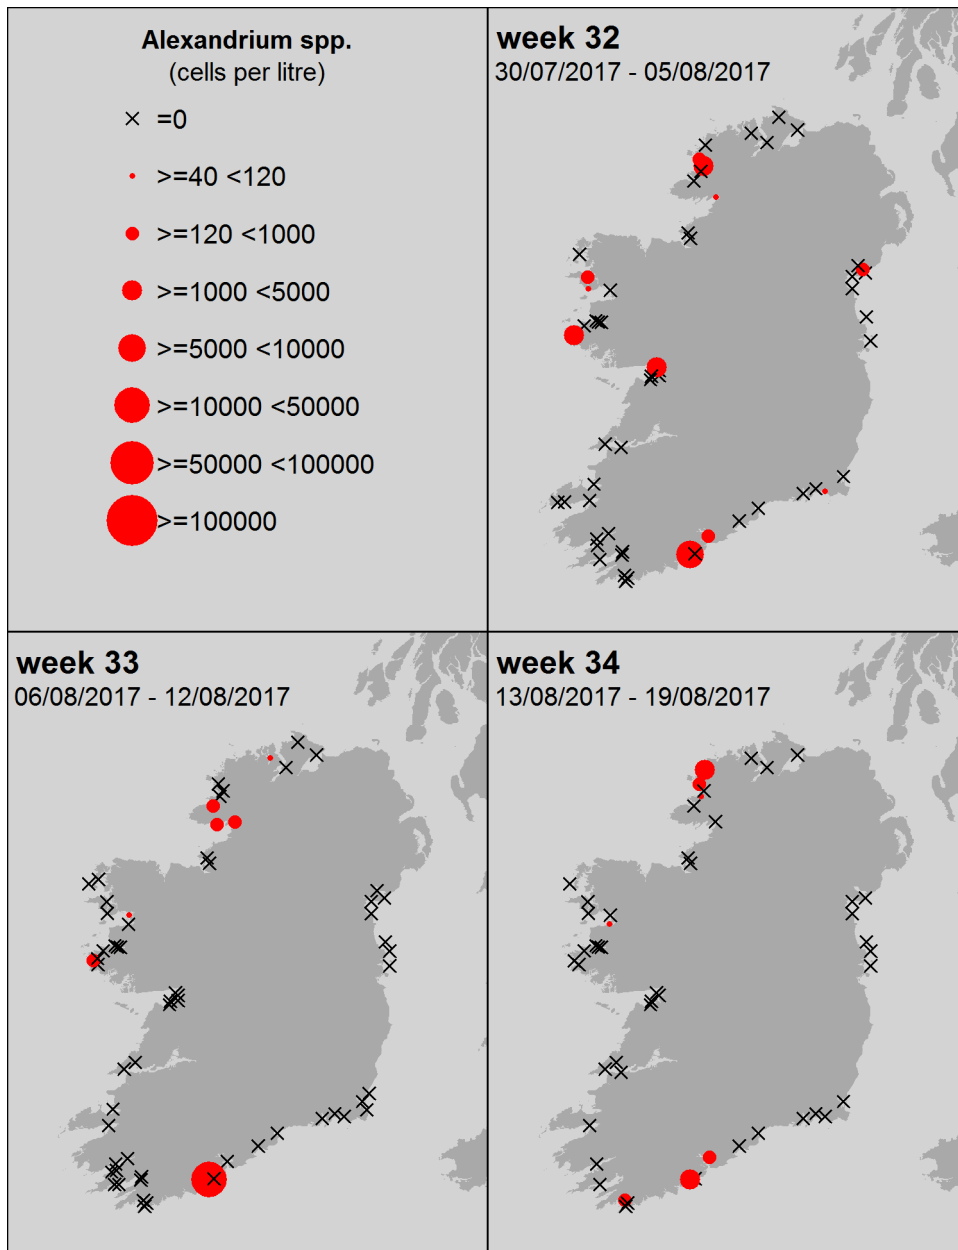 Alexandrium spp.
(cells per litre)
=0
>=40 <120
>=120 <1000
>=1000 <5000
>=5000 <10000
>=10000 <50000
>=50000 <100000
>=100000
week 32
30/07/2017 - 05/08/2017
week 33
06/08/2017 - 12/08/2017
week 34
13/08/2017 - 19/08/2017